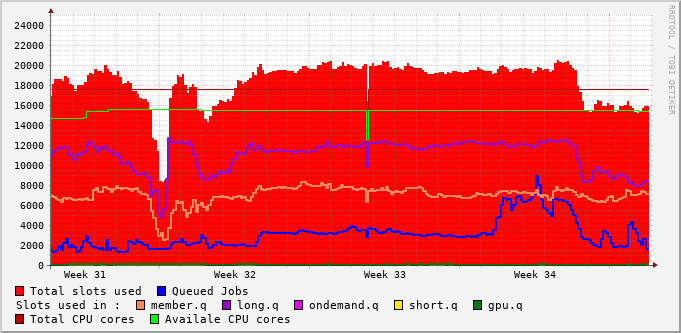 24000
22000
20000
18000
16000
14000
12000
10000
8000
6000
4000
2000
0
Week 31 Week 32 Week 33 Week 34
Total slots used Queued Jobs
Slots used in : member.q long.q ondemand.q short.q gpu.q
Total CPU cores Availale CPU cores
RRDTOOL / TOBI OETIKER